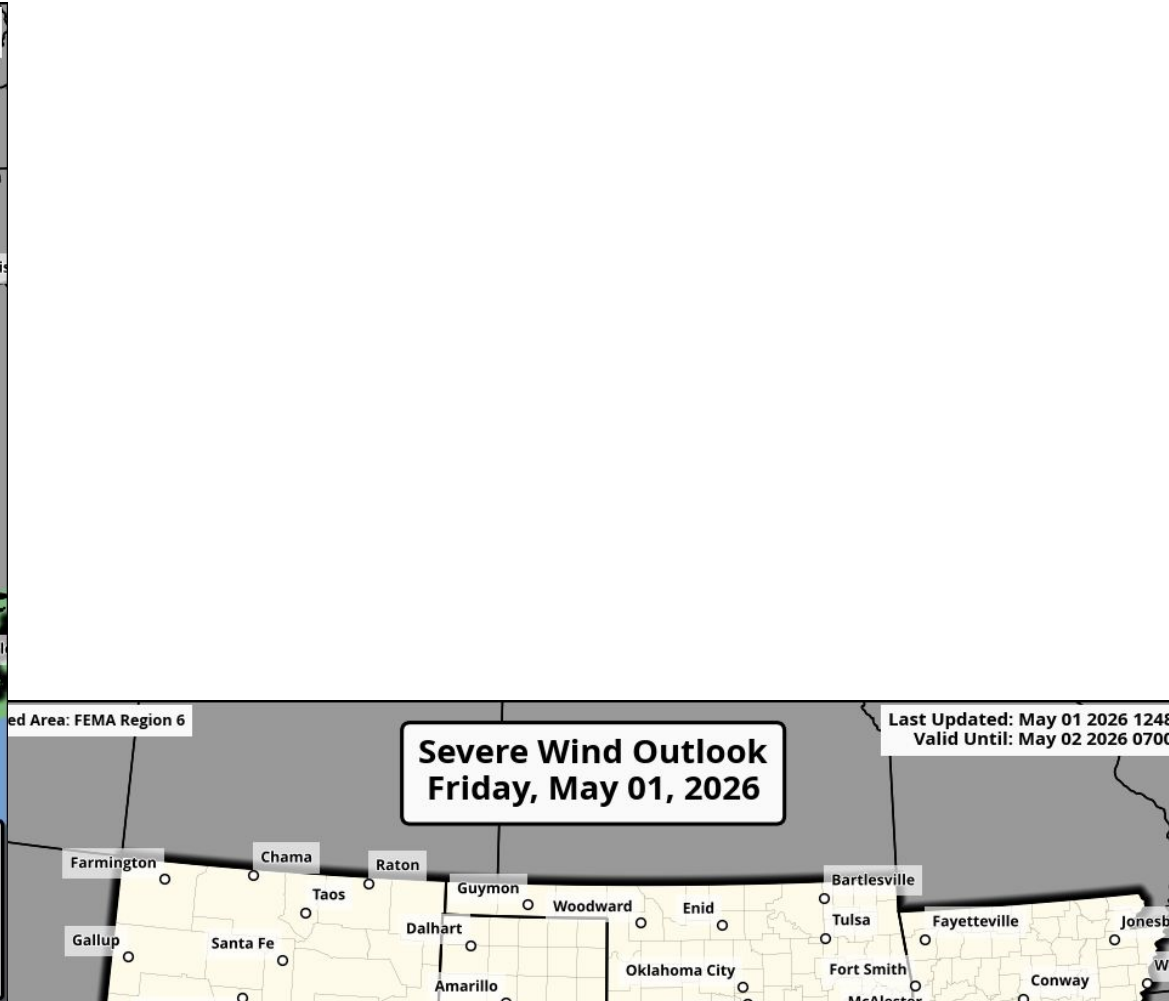 ed Area: FEMA Region 6
Last Updated: May 01 2026 1248
Valid Until: May 02 2026 0700
Severe Wind Outlook
Friday, May 01, 2026
Farmington
Chama
Raton
Taos
Guymon
Woodward
Enid
Bartlesville
Tulsa
Fayetteville
Jonesb
Dalhart
Gallup
Santa Fe
Oklahoma City
Fort Smith
Amarillo
Conway
McAlester
W